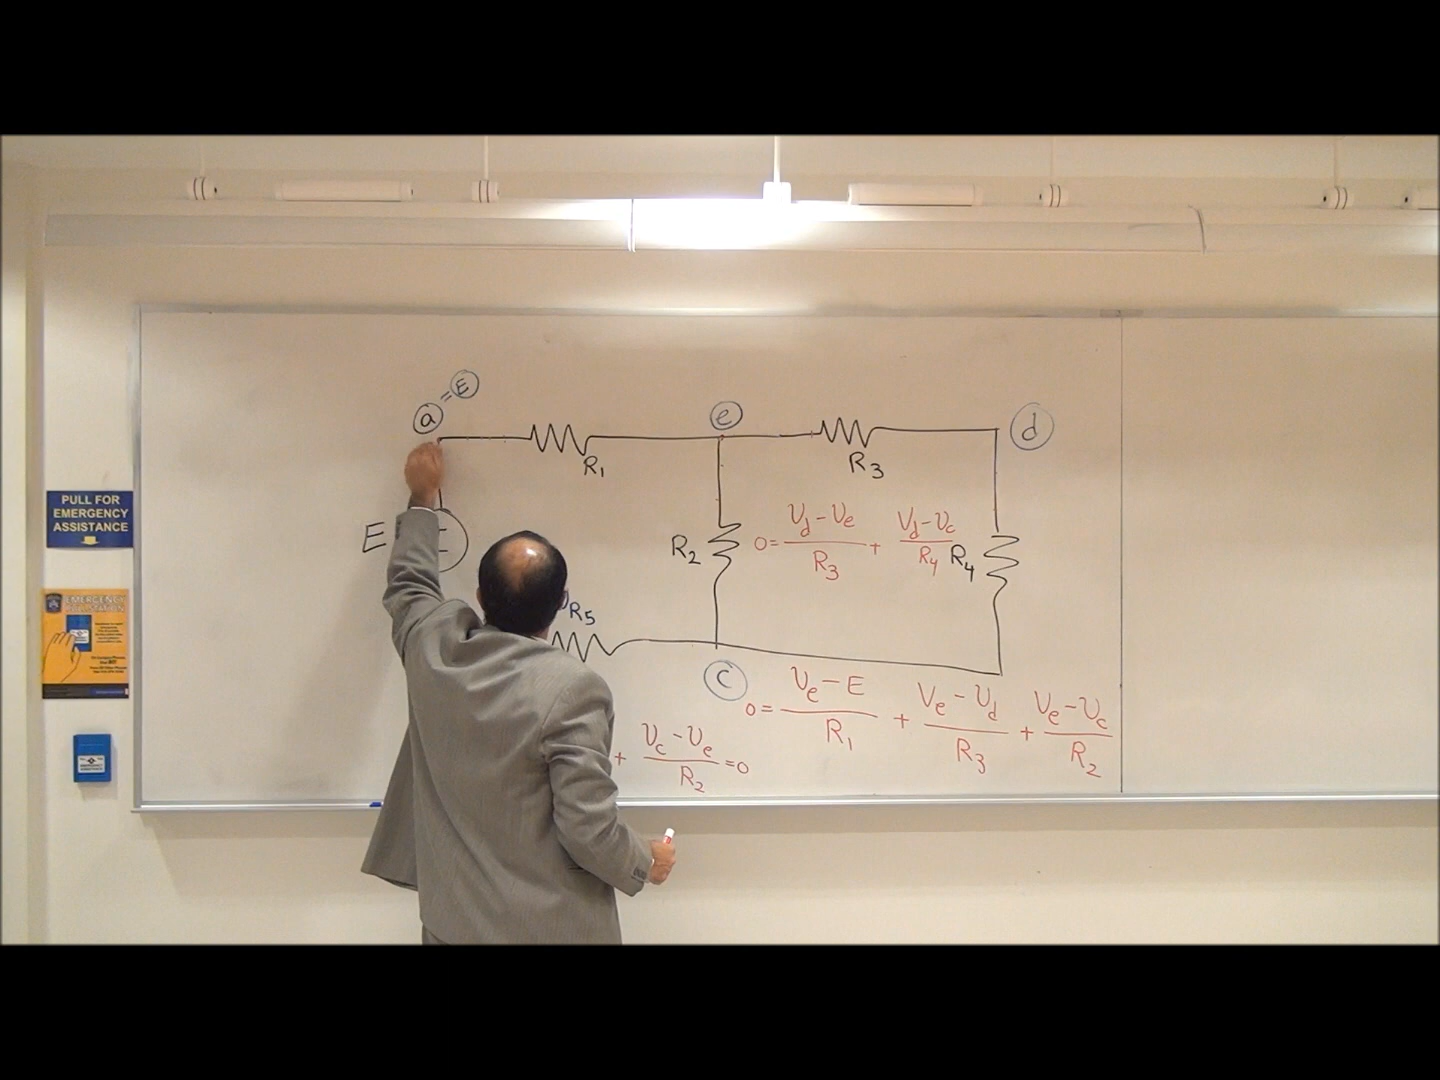 a = E
e
d
R1
R3
E
R2
0 = Vd - Ve / R3 + Vd - Vc / R4
R4
R5
c
0 = Ve - E / R1 + Ve - Vd / R3 + Ve - Vc / R2
+ Vc - Ve / R2 = 0
PULL FOR
EMERGENCY
ASSISTANCE
EMERGENCY